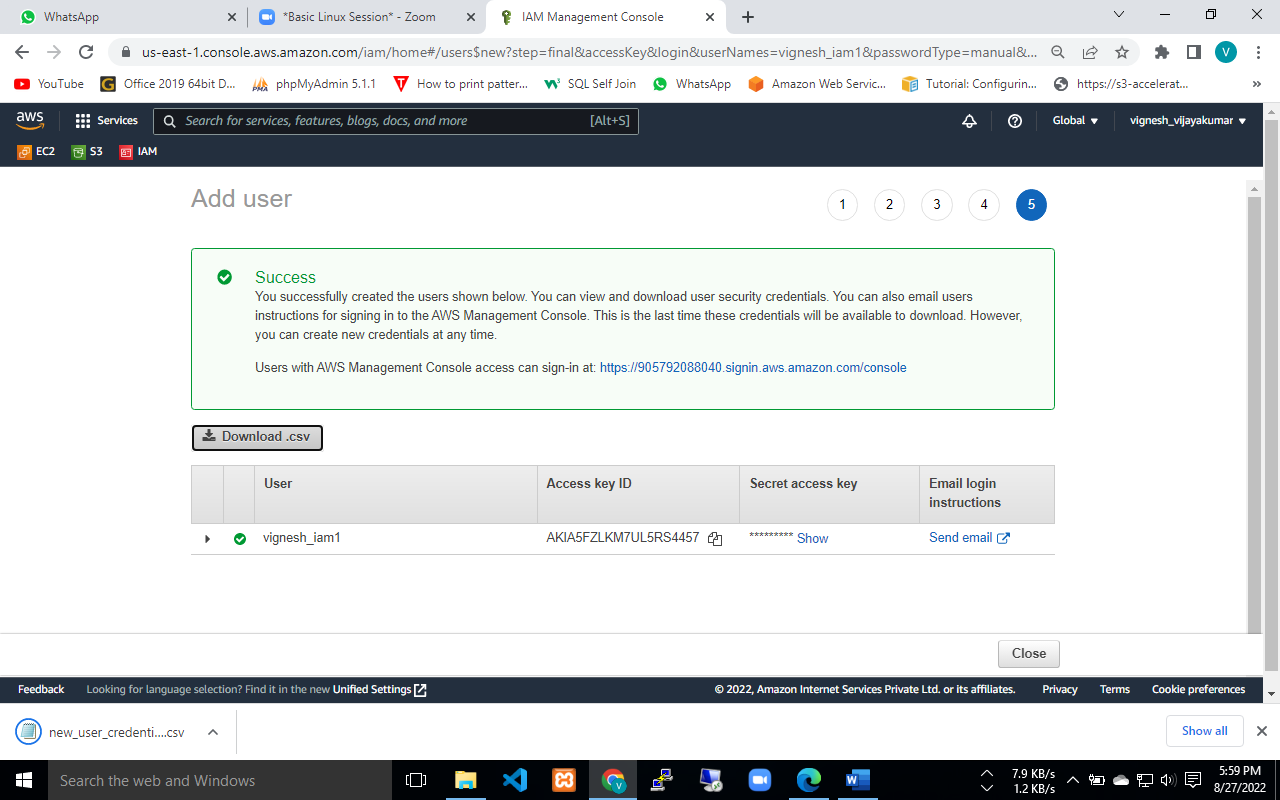 WhatsApp
*Basic Linux Session* - Zoom
IAM Management Console
us-east-1.console.aws.amazon.com/iam/home#/users$new?step=final&accessKey&login&userNames=vignesh_iam1&passwordType=manual&...
V
YouTube
Office 2019 64bit D...
phpMyAdmin 5.1.1
How to print patter...
SQL Self Join
WhatsApp
Amazon Web Servic...
Tutorial: Configurin...
https://s3-accelerat...
»
aws
Services
Search for services, features, blogs, docs, and more
[Alt+S]
Global
vignesh_vijayakumar
EC2
S3
IAM
Add user
1 2 3 4 5
Success
You successfully created the users shown below. You can view and download user security credentials. You can also email users
instructions for signing in to the AWS Management Console. This is the last time these credentials will be available to download. However,
you can create new credentials at any time.
Users with AWS Management Console access can sign-in at: https://905792088040.signin.aws.amazon.com/console
Download .csv
User
Access key ID
Secret access key
Email login
instructions
vignesh_iam1
AKIA5FZLKM7UL5RS4457
********* Show
Send email
Close
Feedback
Looking for language selection? Find it in the new Unified Settings
© 2022, Amazon Internet Services Private Ltd. or its affiliates.
Privacy
Terms
Cookie preferences
new_user_credenti....csv
Show all
Search the web and Windows
7.9 KB/s
1.2 KB/s
5:59 PM
8/27/2022